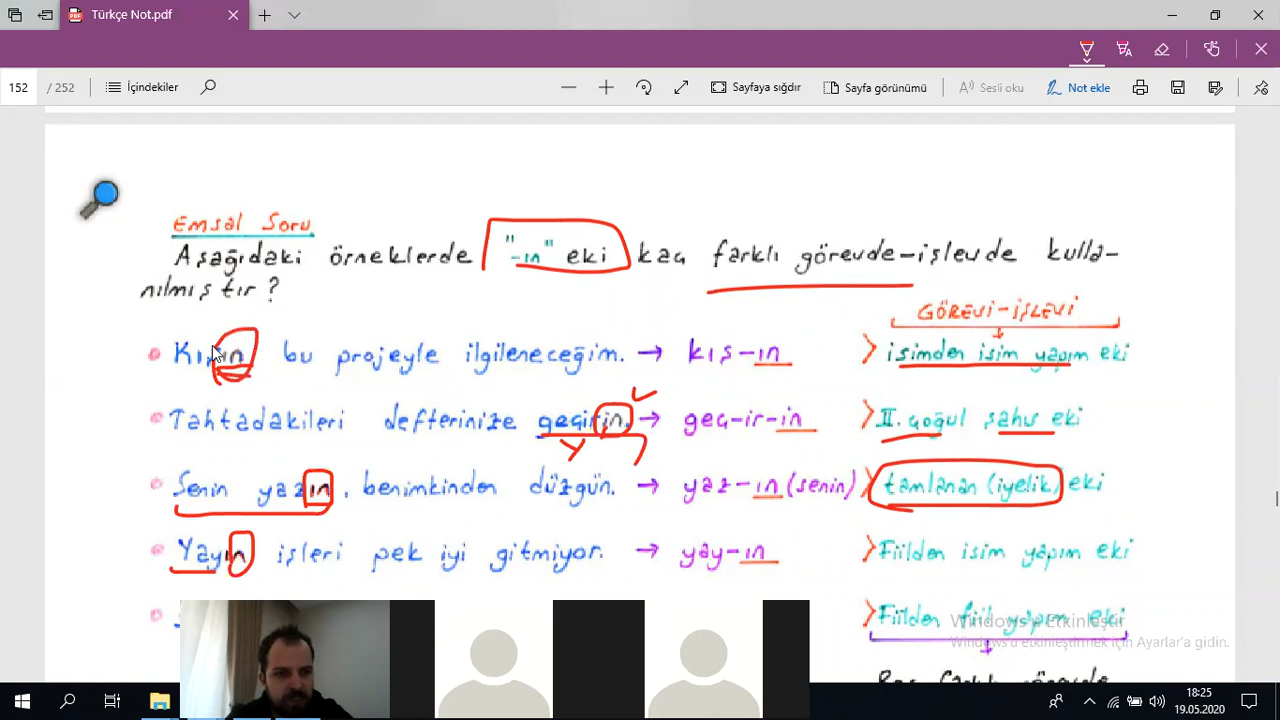 Türkçe Not.pdf
152 / 252 İçindekiler Sayfaya sığdır Sayfa görünümü Sesli oku Not ekle
Emsal Soru
Aşağıdaki örneklerde "-ın" eki kaç farklı görevde-işlevde kulla-
nılmıştır?
GÖREVİ-İŞLEVİ
Kışın bu projeyle ilgileneceğim. → kış-ın > isimden isim yapım eki
Tahtadakileri defterinize geçirin. → geç-ir-in > II. çoğul şahıs eki
Senin yazın, benimkinden düzgün. → yaz-ın (senin) > tamlanan (iyelik) eki
Yayın işleri pek iyi gitmiyor. → yay-ın > Fiilden isim yapım eki
> Fiilden fiil yapım eki
Windows'u Etkinleştir
Windows'u etkinleştirmek için Ayarlar'a gidin.
18:25
19.05.2020